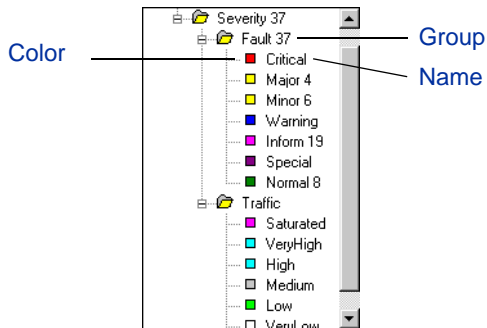 Severity 37
Fault 37
Group
Color
Critical
Name
Major 4
Minor 6
Warning
Inform 19
Special
Normal 8
Traffic
Saturated
VeryHigh
High
Medium
Low
VeryLow